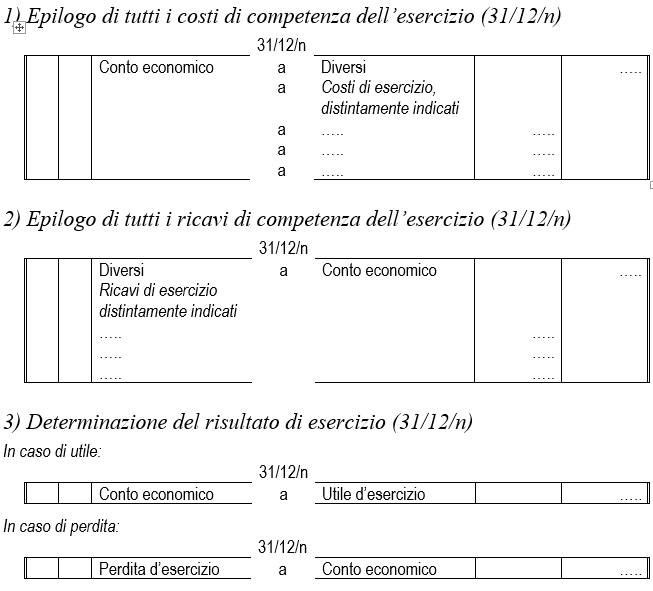 1) Epilogo di tutti i costi di competenza dell'esercizio (31/12/n)
31/12/n
Conto economico a Diversi .....
a Costi di esercizio,
distintamente indicati
a ..... .....
a ..... .....
a ..... .....
2) Epilogo di tutti i ricavi di competenza dell'esercizio (31/12/n)
31/12/n
Diversi a Conto economico .....
Ricavi di esercizio
distintamente indicati
..... .....
..... .....
..... .....
3) Determinazione del risultato di esercizio (31/12/n)
In caso di utile:
31/12/n
Conto economico a Utile d'esercizio .....
In caso di perdita:
31/12/n
Perdita d'esercizio a Conto economico .....